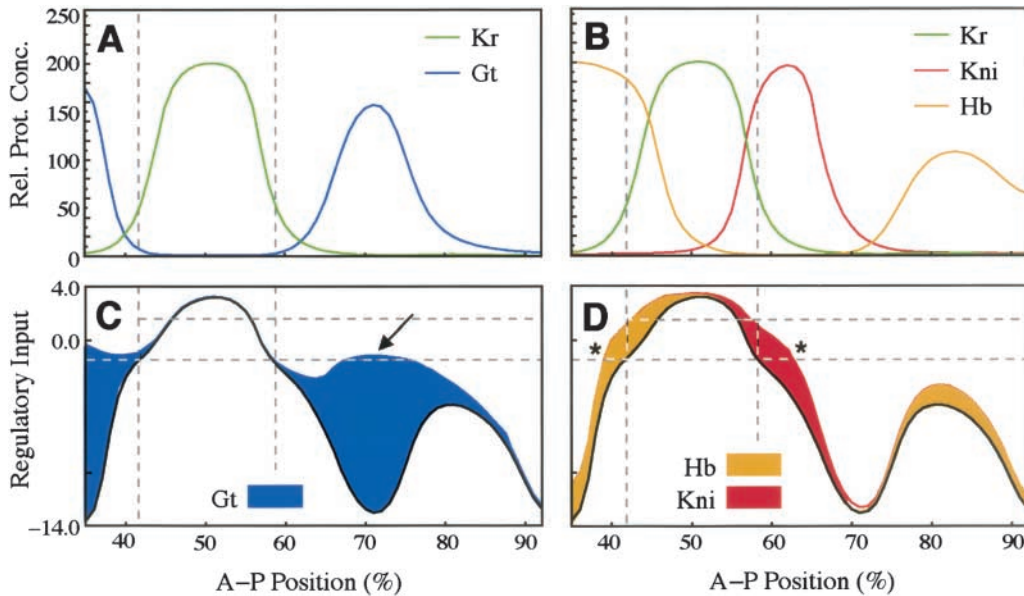 A
Kr
Gt
250
200
150
100
50
0
Rel. Prot. Conc.
B
Kr
Kni
Hb
C
4.0
0.0
−14.0
Regulatory Input
Gt
40 50 60 70 80 90
A−P Position (%)
D
*
*
Hb
Kni
40 50 60 70 80 90
A−P Position (%)